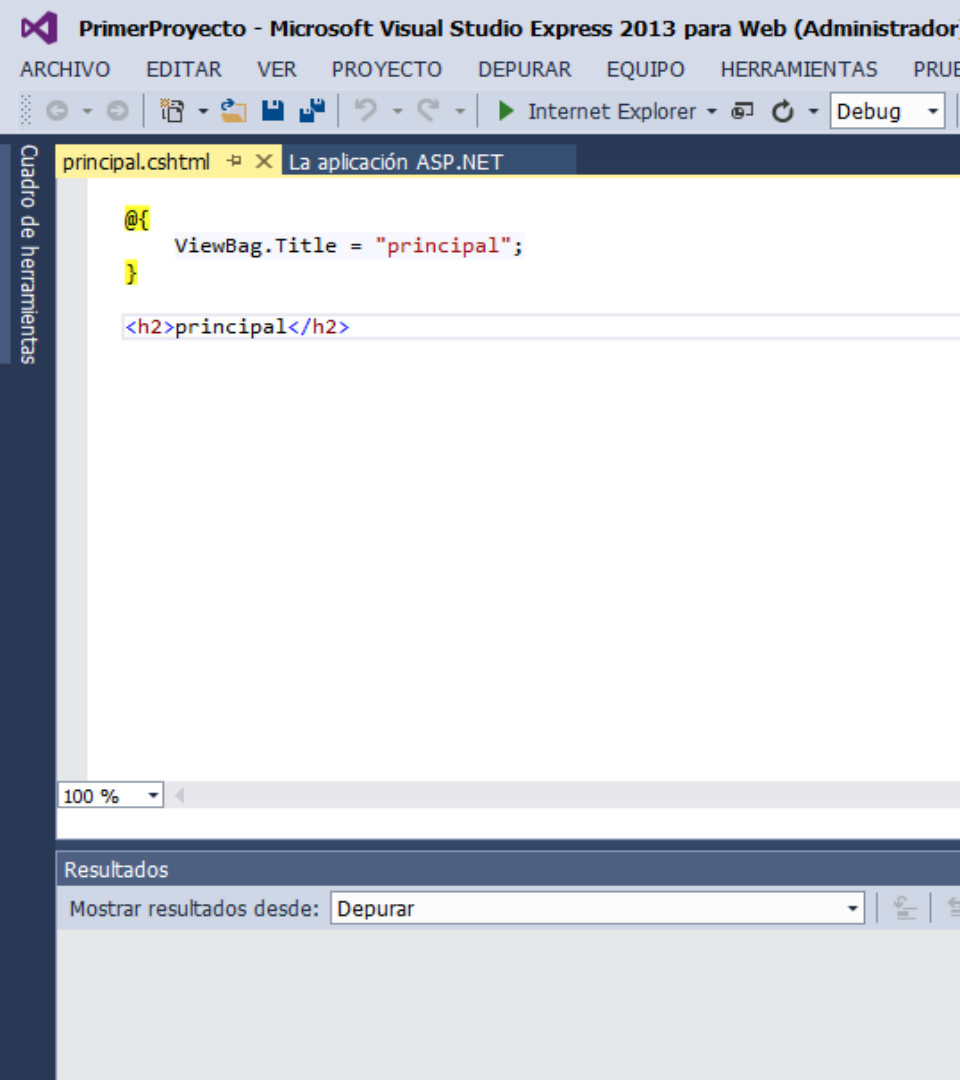 PrimerProyecto - Microsoft Visual Studio Express 2013 para Web (Administrador)
ARCHIVO EDITAR VER PROYECTO DEPURAR EQUIPO HERRAMIENTAS PRUE
Internet Explorer Debug
Cuadro de herramientas
principal.cshtml La aplicación ASP.NET
@{
ViewBag.Title = "principal";
}
<h2>principal</h2>
100 %
Resultados
Mostrar resultados desde: Depurar